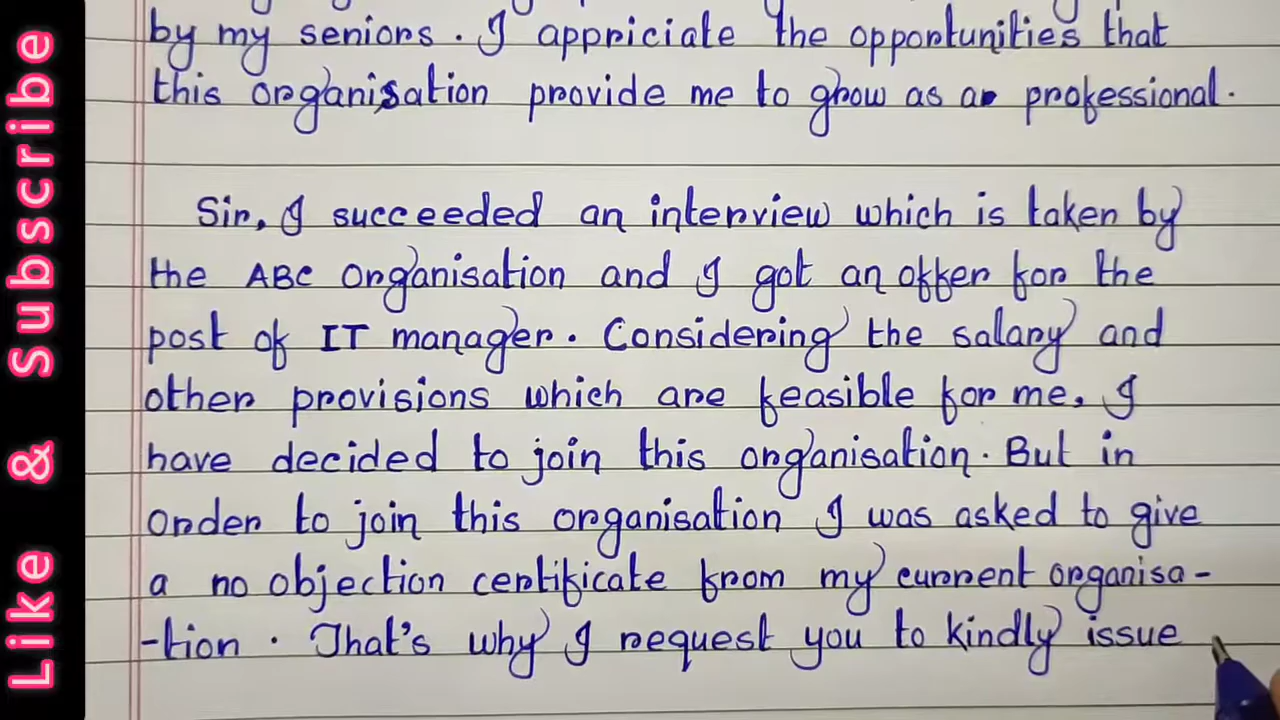 by my seniors. I appriciate the opportunities that
this organisation provide me to grow as a professional.
Sir, I succeeded an interview which is taken by
the ABC organisation and I got an offer for the
post of IT manager. Considering the salary and
other provisions which are feasible for me, I
have decided to join this organisation. But in
order to join this organisation I was asked to give
a no objection certificate from my current organisa-
-tion. That's why I request you to kindly issue
Like & Subscribe